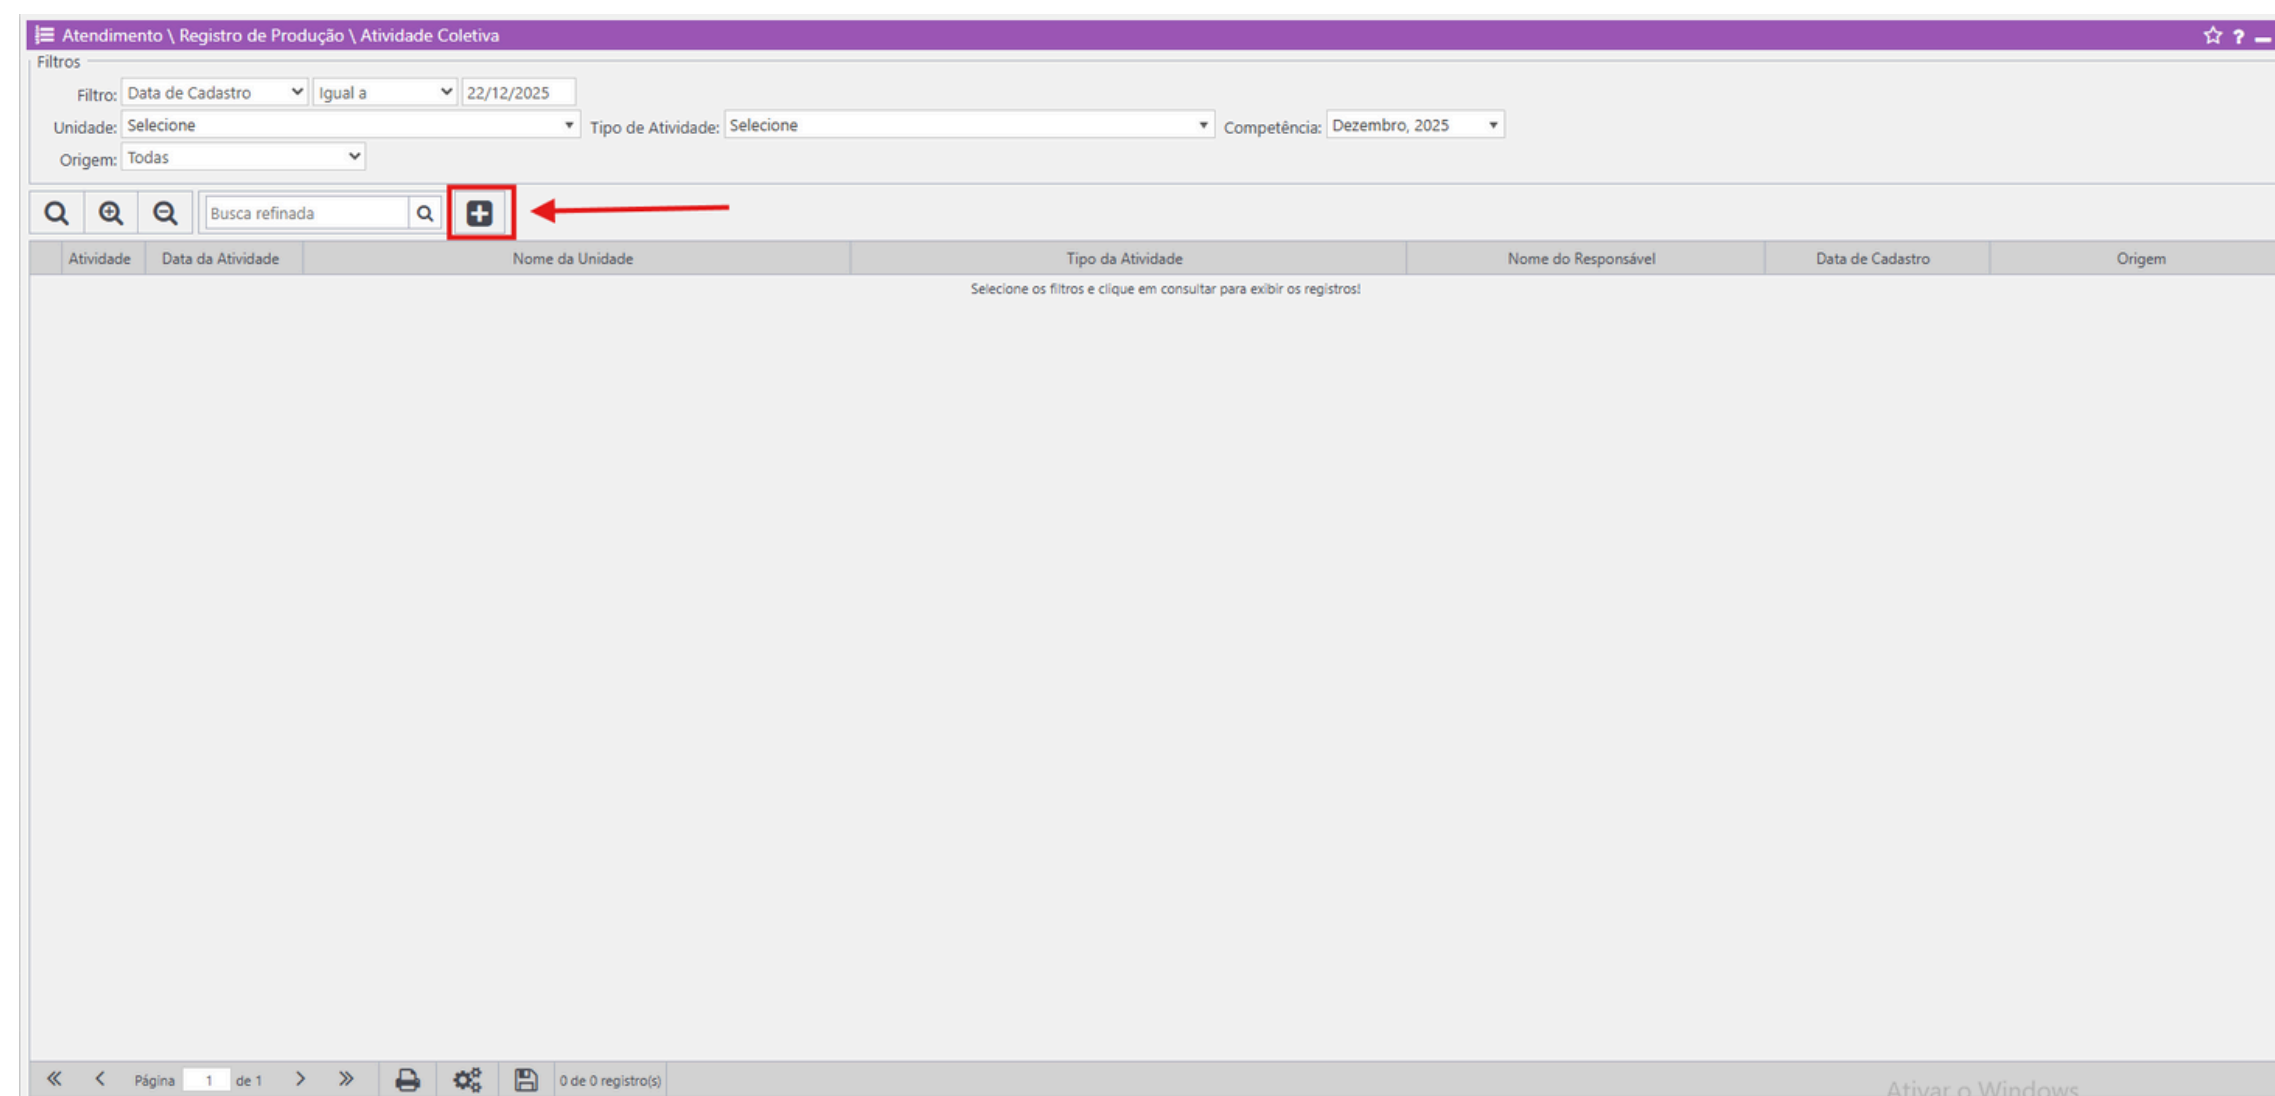 Atendimento \ Registro de Produção \ Atividade Coletiva
Filtros
Filtro: Data de Cadastro Igual a 22/12/2025
Unidade: Selecione Tipo de Atividade: Selecione Competência: Dezembro, 2025
Origem: Todas
Busca refinada
Atividade Data da Atividade Nome da Unidade Tipo da Atividade Nome do Responsável Data de Cadastro Origem
Selecione os filtros e clique em consultar para exibir os registros!
Página 1 de 1 0 de 0 registro(s)
Ativar o Windows